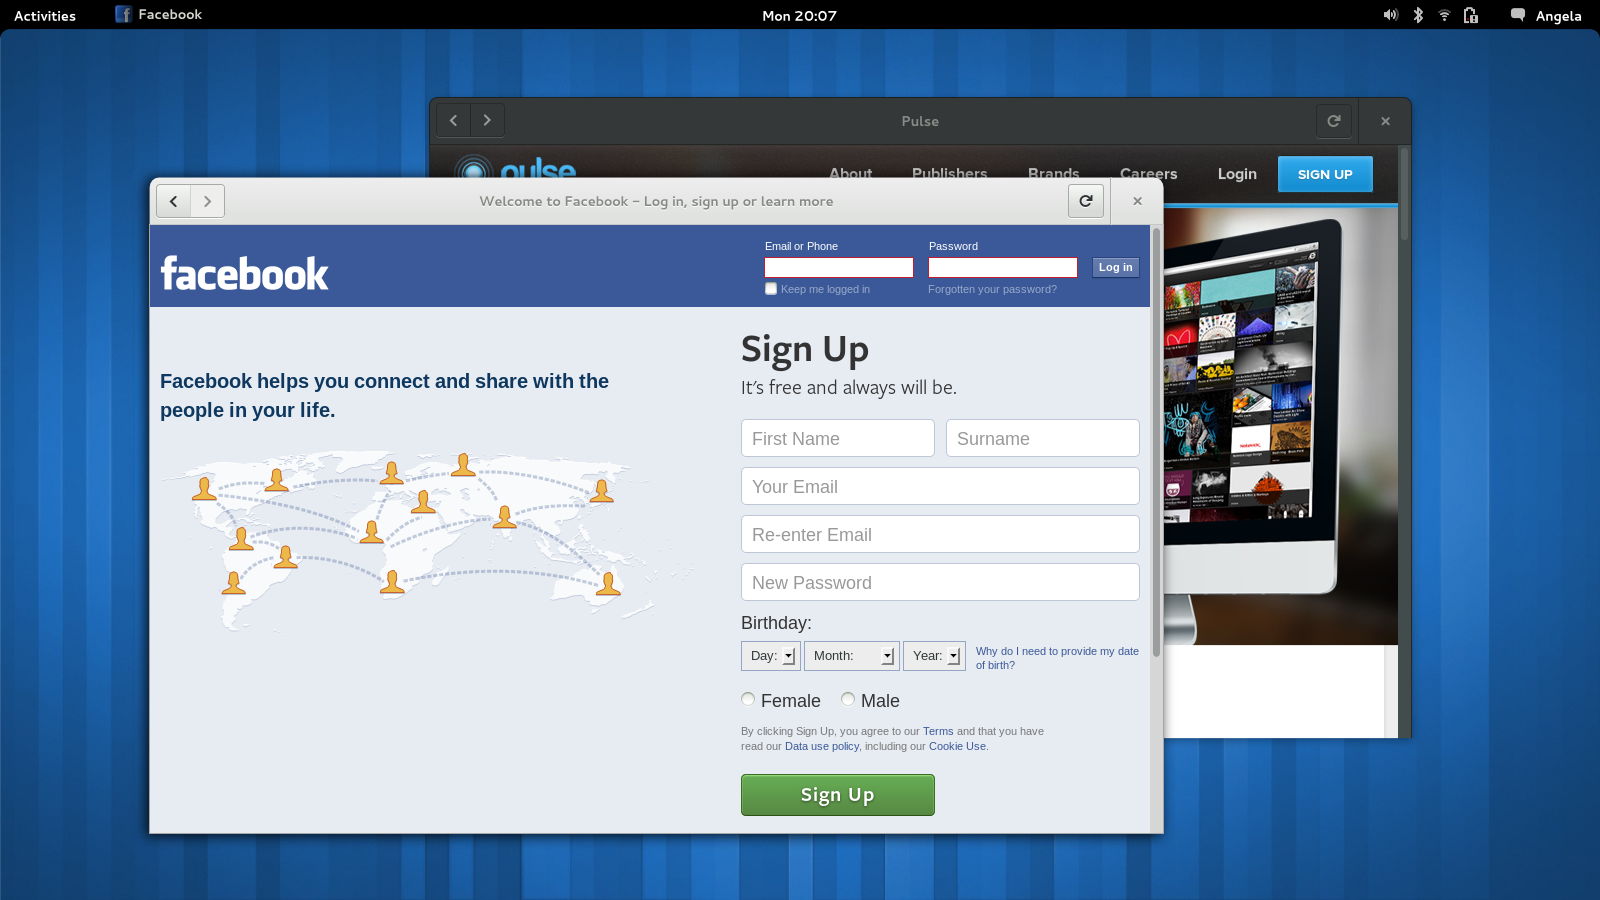 Activities
Facebook
Mon 20:07
Angela
Pulse
pulse
About
Publishers
Brands
Careers
Login
SIGN UP
Welcome to Facebook – Log in, sign up or learn more
facebook
Email or Phone
Password
Log in
Keep me logged in
Forgotten your password?
Facebook helps you connect and share with the
people in your life.
Sign Up
It's free and always will be.
First Name
Surname
Your Email
Re-enter Email
New Password
Birthday:
Day:
Month:
Year:
Why do I need to provide my date
of birth?
Female
Male
By clicking Sign Up, you agree to our Terms and that you have
read our Data use policy, including our Cookie Use.
Sign Up